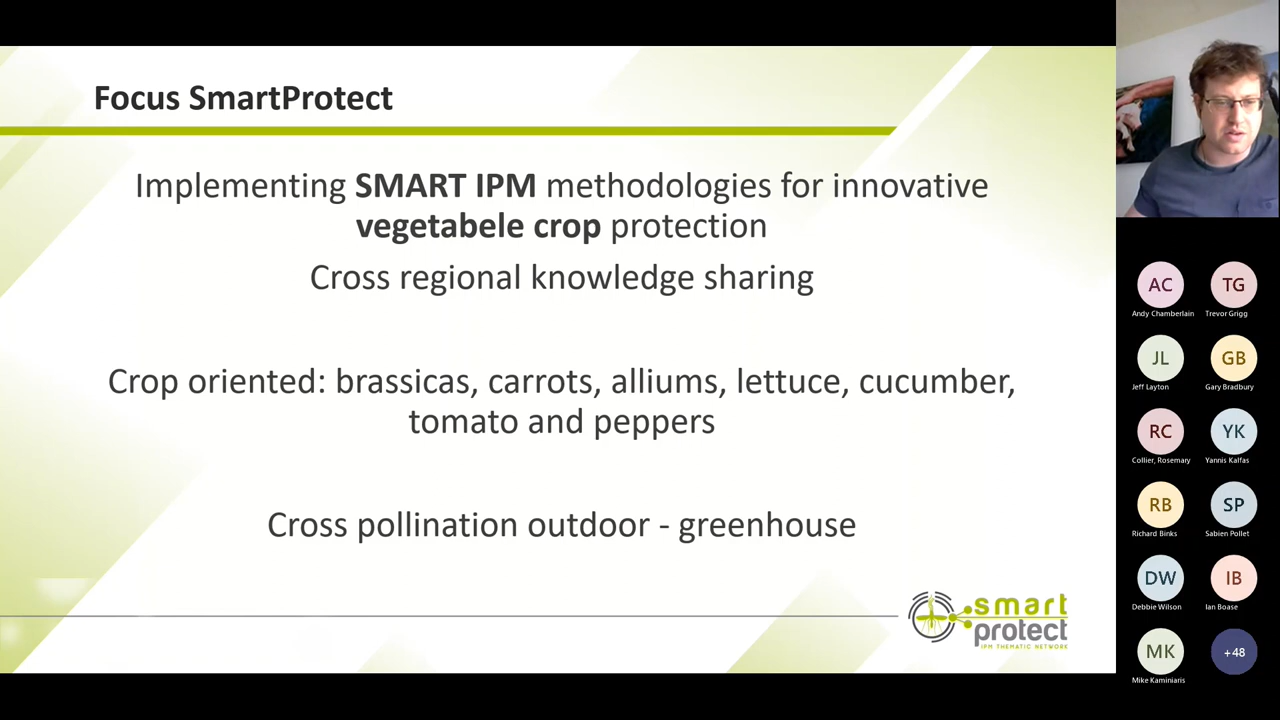 Focus SmartProtect
Implementing SMART IPM methodologies for innovative
vegetabele crop protection
Cross regional knowledge sharing
Crop oriented: brassicas, carrots, alliums, lettuce, cucumber,
tomato and peppers
Cross pollination outdoor - greenhouse
smart
protect
IPM THEMATIC NETWORK
AC
Andy Chamberlain
TG
Trevor Grigg
JL
Jeff Layton
GB
Gary Bradbury
RC
Collier, Rosemary
YK
Yannis Kalfas
RB
Richard Binks
SP
Sabien Pollet
DW
Debbie Wilson
IB
Ian Boase
MK
Mike Kaminiaris
+48